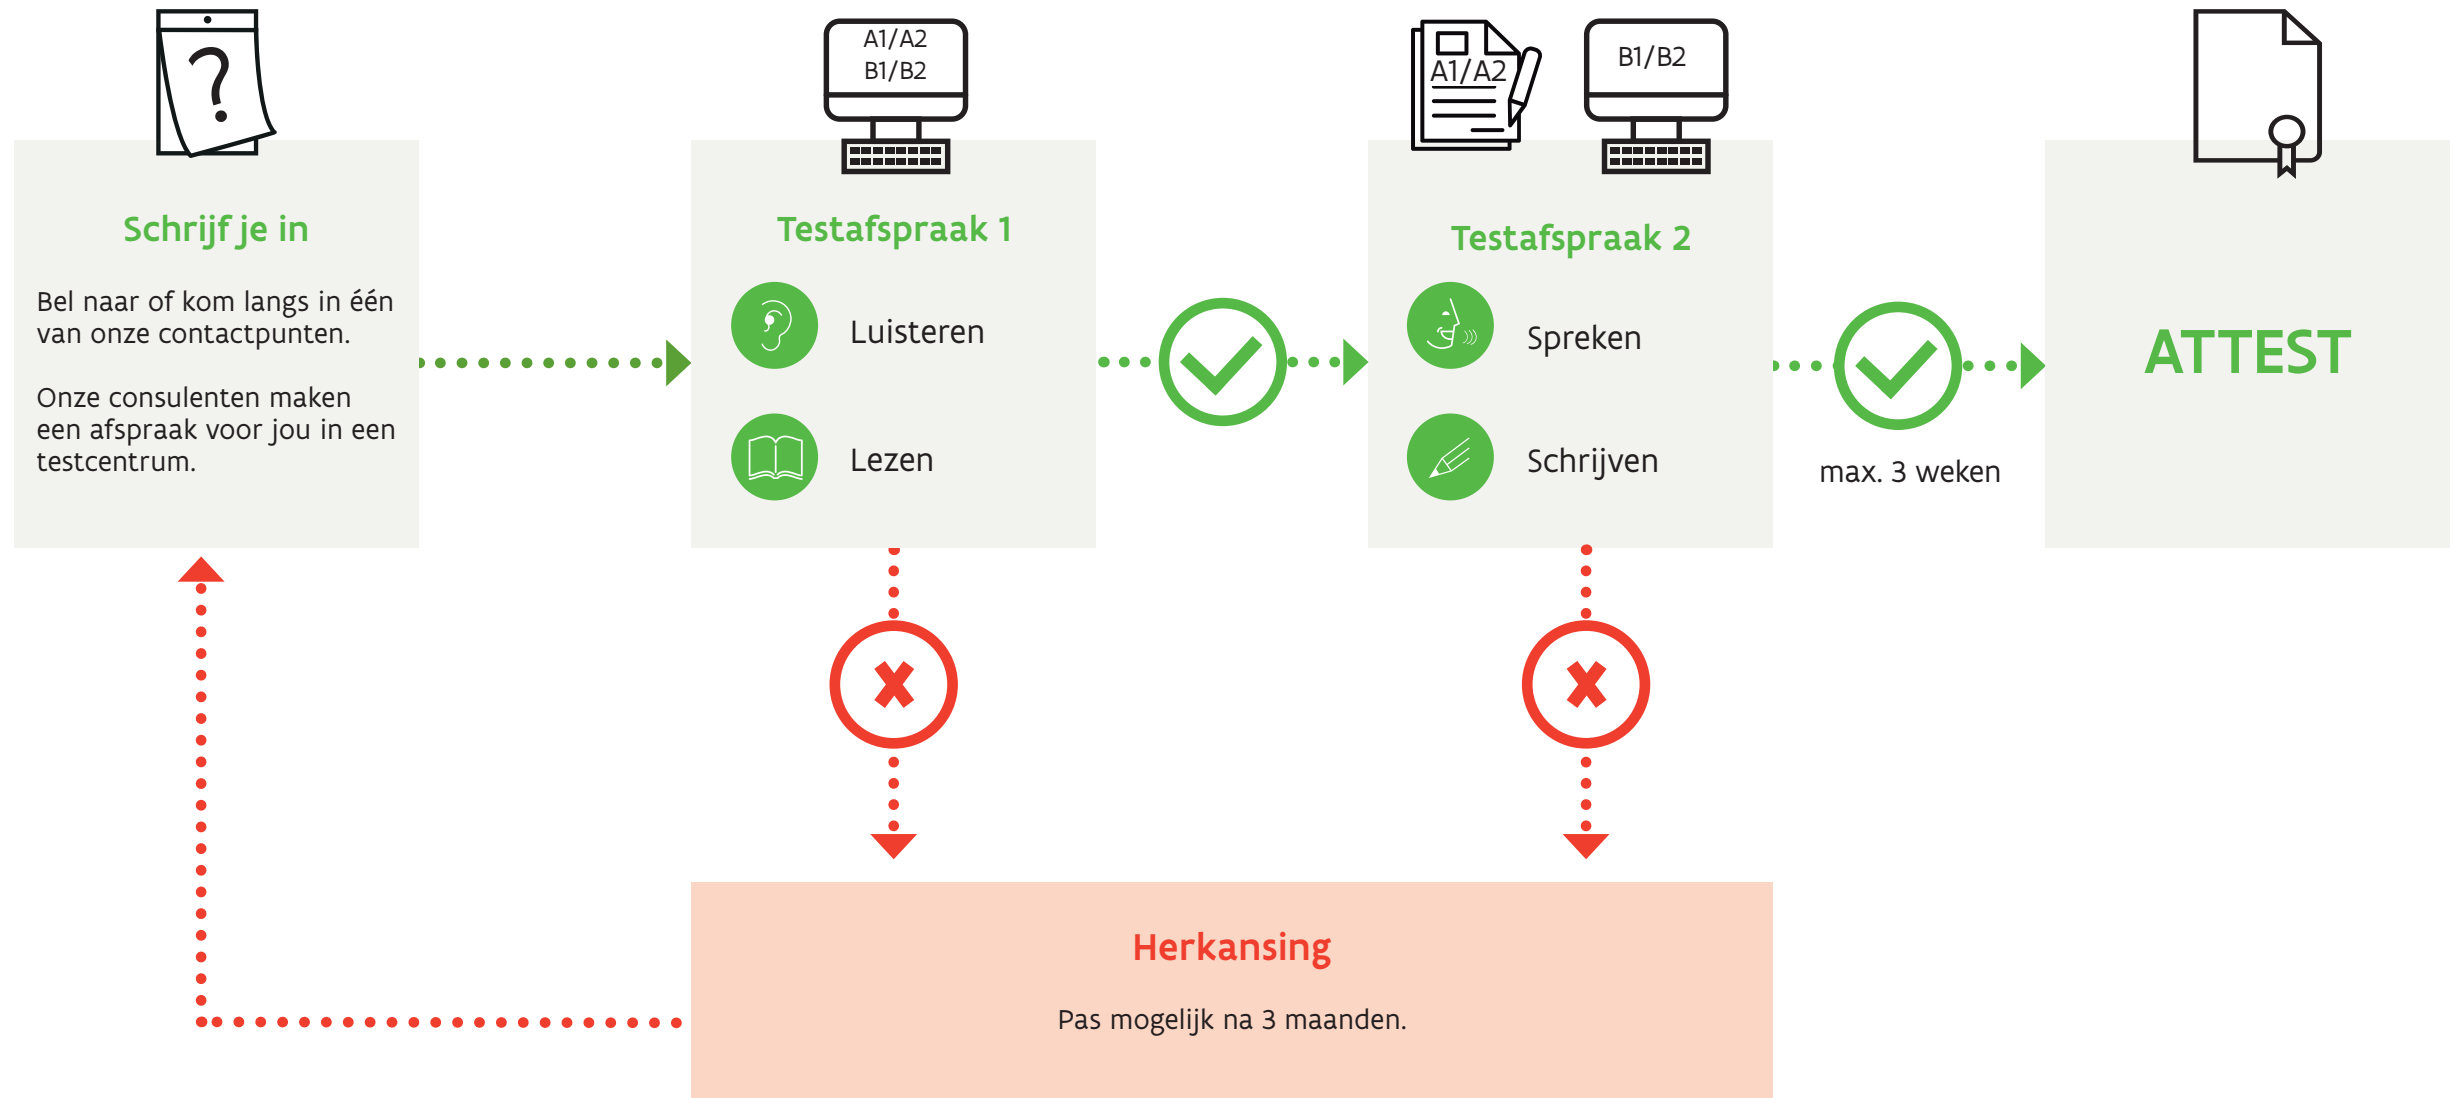 ?
A1/A2
B1/B2
A1/A2
B1/B2
Schrijf je in
Bel naar of kom langs in één
van onze contactpunten.
Onze consulenten maken
een afspraak voor jou in een
testcentrum.
Testafspraak 1
Luisteren
Lezen
Testafspraak 2
Spreken
Schrijven
max. 3 weken
ATTEST
Herkansing
Pas mogelijk na 3 maanden.